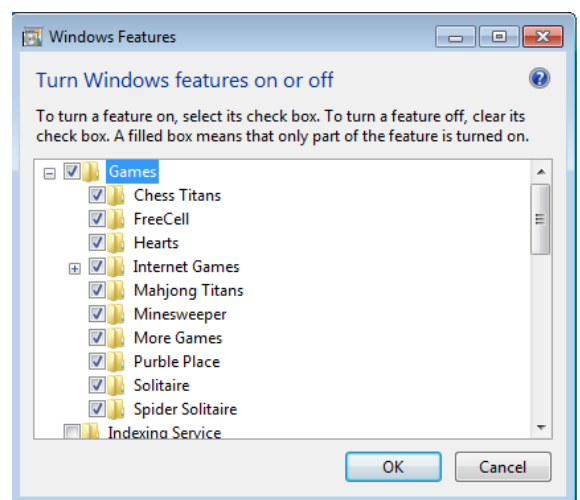 Windows Features
Turn Windows features on or off
To turn a feature on, select its check box. To turn a feature off, clear its
check box. A filled box means that only part of the feature is turned on.
Games
Chess Titans
FreeCell
Hearts
Internet Games
Mahjong Titans
Minesweeper
More Games
Purble Place
Solitaire
Spider Solitaire
Indexing Service
OK Cancel